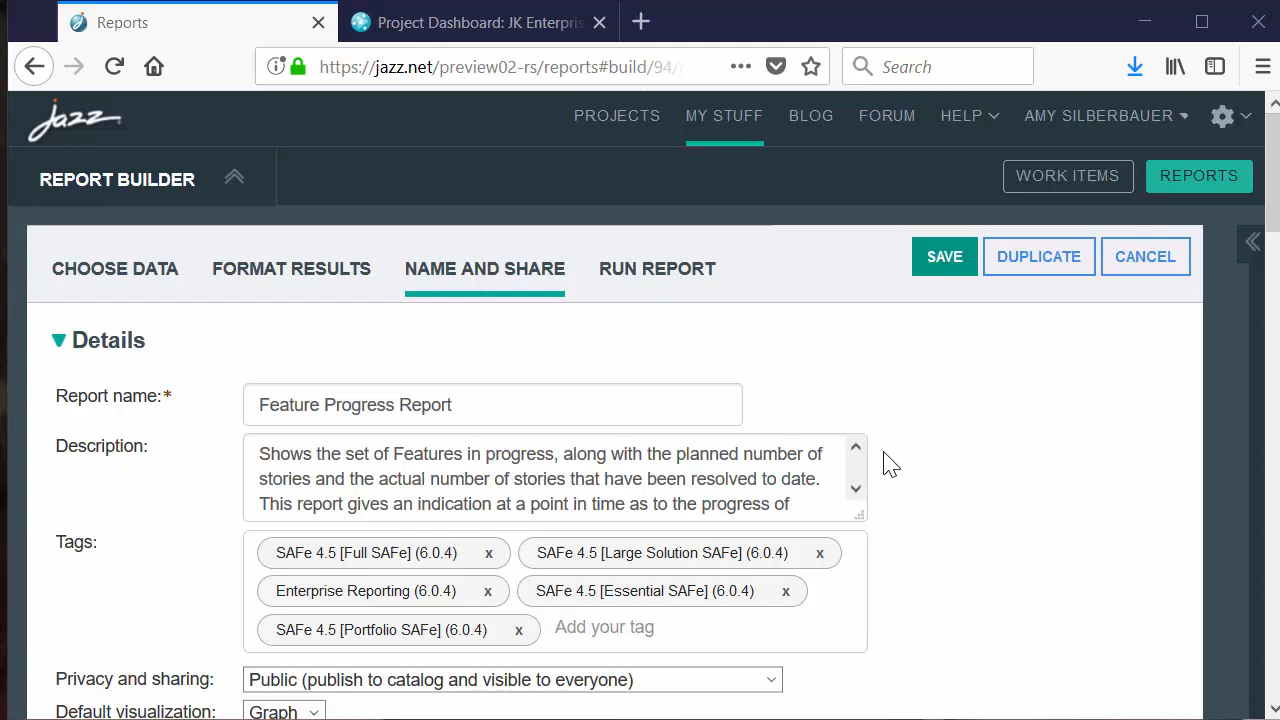 Reports
Project Dashboard: JK Enterpris
https://jazz.net/preview02-rs/reports#build/94/
Search
jazz
PROJECTS MY STUFF BLOG FORUM HELP AMY SILBERBAUER
REPORT BUILDER
WORK ITEMS REPORTS
CHOOSE DATA FORMAT RESULTS NAME AND SHARE RUN REPORT
SAVE DUPLICATE CANCEL
Details
Report name:*
Feature Progress Report
Description:
Shows the set of Features in progress, along with the planned number of
stories and the actual number of stories that have been resolved to date.
This report gives an indication at a point in time as to the progress of
Tags:
SAFe 4.5 [Full SAFe] (6.0.4) x SAFe 4.5 [Large Solution SAFe] (6.0.4) x
Enterprise Reporting (6.0.4) x SAFe 4.5 [Essential SAFe] (6.0.4) x
SAFe 4.5 [Portfolio SAFe] (6.0.4) x Add your tag
Privacy and sharing:
Public (publish to catalog and visible to everyone)
Default visualization:
Graph